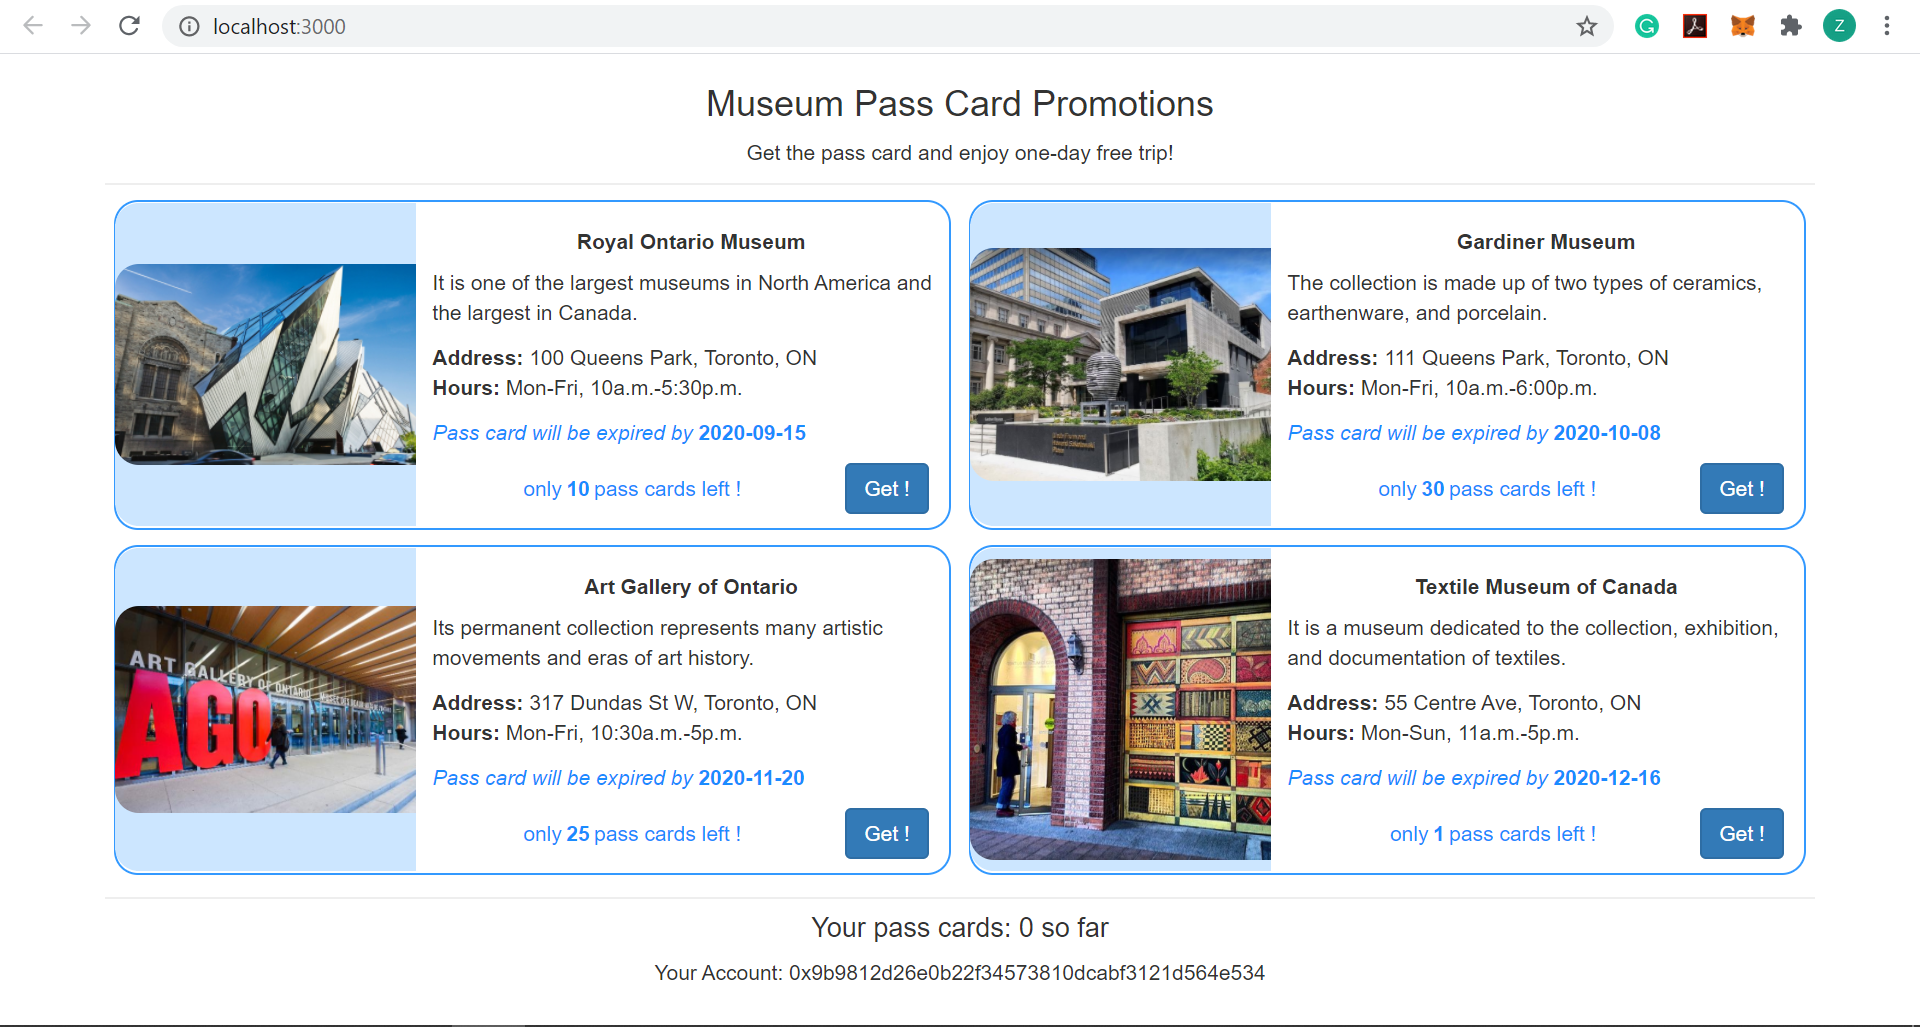 localhost:3000
Z
Museum Pass Card Promotions
Get the pass card and enjoy one-day free trip!
Royal Ontario Museum
It is one of the largest museums in North America and
the largest in Canada.
Address: 100 Queens Park, Toronto, ON
Hours: Mon-Fri, 10a.m.-5:30p.m.
Pass card will be expired by 2020-09-15
only 10 pass cards left !
Get !
Gardiner Museum
The collection is made up of two types of ceramics,
earthenware, and porcelain.
Address: 111 Queens Park, Toronto, ON
Hours: Mon-Fri, 10a.m.-6:00p.m.
Pass card will be expired by 2020-10-08
only 30 pass cards left !
Get !
ART GALLERY OF ONTARIO
AGO
Art Gallery of Ontario
Its permanent collection represents many artistic
movements and eras of art history.
Address: 317 Dundas St W, Toronto, ON
Hours: Mon-Fri, 10:30a.m.-5p.m.
Pass card will be expired by 2020-11-20
only 25 pass cards left !
Get !
Textile Museum of Canada
It is a museum dedicated to the collection, exhibition,
and documentation of textiles.
Address: 55 Centre Ave, Toronto, ON
Hours: Mon-Sun, 11a.m.-5p.m.
Pass card will be expired by 2020-12-16
only 1 pass cards left !
Get !
Your pass cards: 0 so far
Your Account: 0x9b9812d26e0b22f34573810dcabf3121d564e534